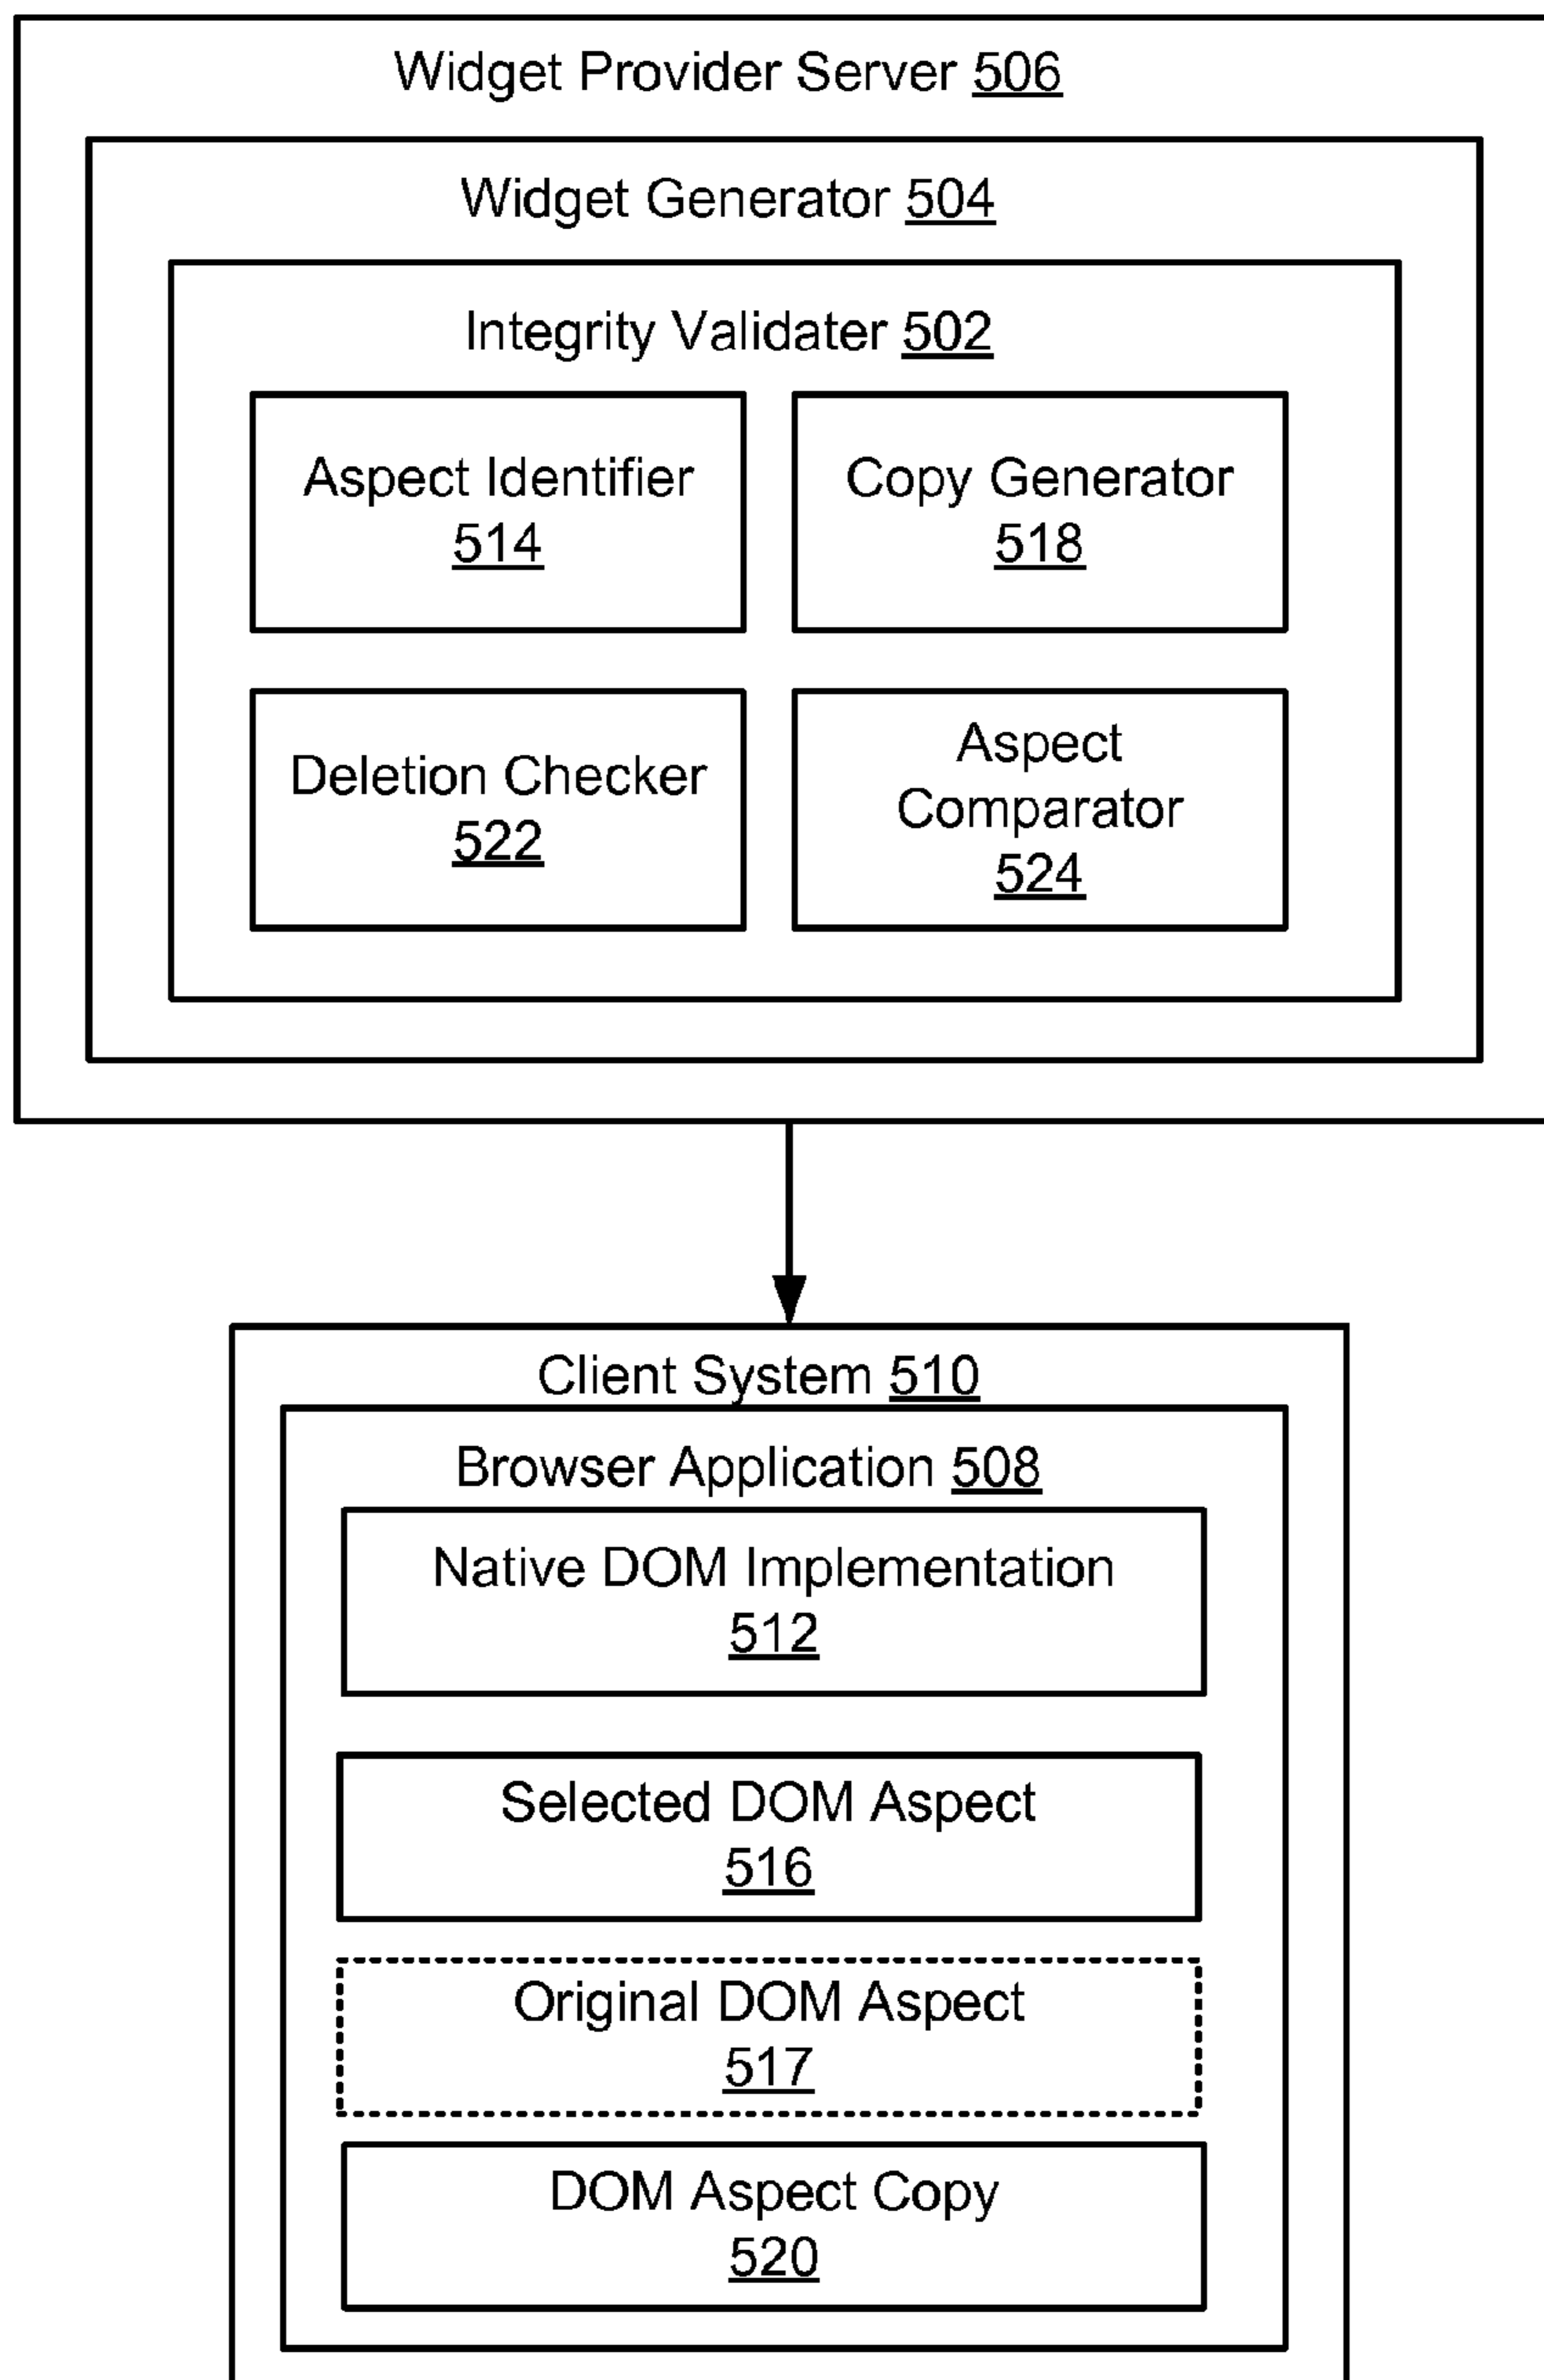 Widget Provider Server 506
Widget Generator 504
Integrity Validater 502
Aspect Identifier
514
Copy Generator
518
Deletion Checker
522
Aspect
Comparator
524
Client System 510
Browser Application 508
Native DOM Implementation
512
Selected DOM Aspect
516
Original DOM Aspect
517
DOM Aspect Copy
520